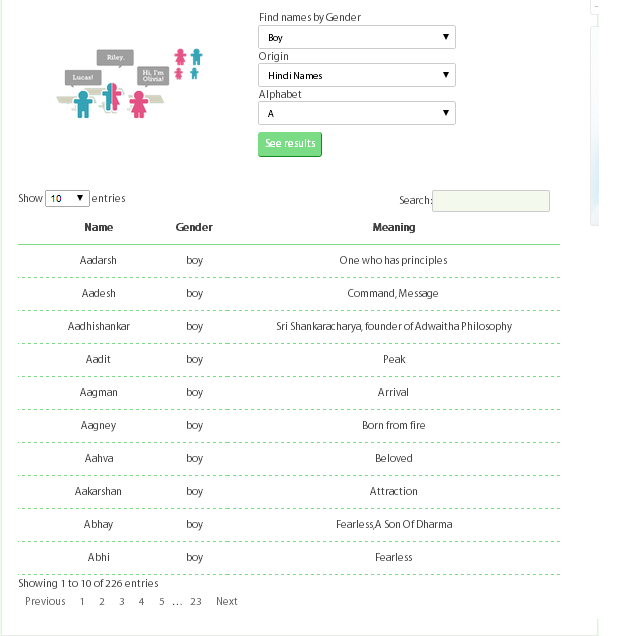 Find names by Gender
Boy
Origin
Hindi Names
Alphabet
A
See results
Riley.
Lucas!
Hi, I'm
Olivia!
Show 10 entries
Search:
Name Gender Meaning
Aadarsh boy One who has principles
Aadesh boy Command, Message
Aadhishankar boy Sri Shankaracharya, founder of Adwaitha Philosophy
Aadit boy Peak
Aagman boy Arrival
Aagney boy Born from fire
Aahva boy Beloved
Aakarshan boy Attraction
Abhay boy Fearless,A Son Of Dharma
Abhi boy Fearless
Showing 1 to 10 of 226 entries
Previous 1 2 3 4 5 … 23 Next